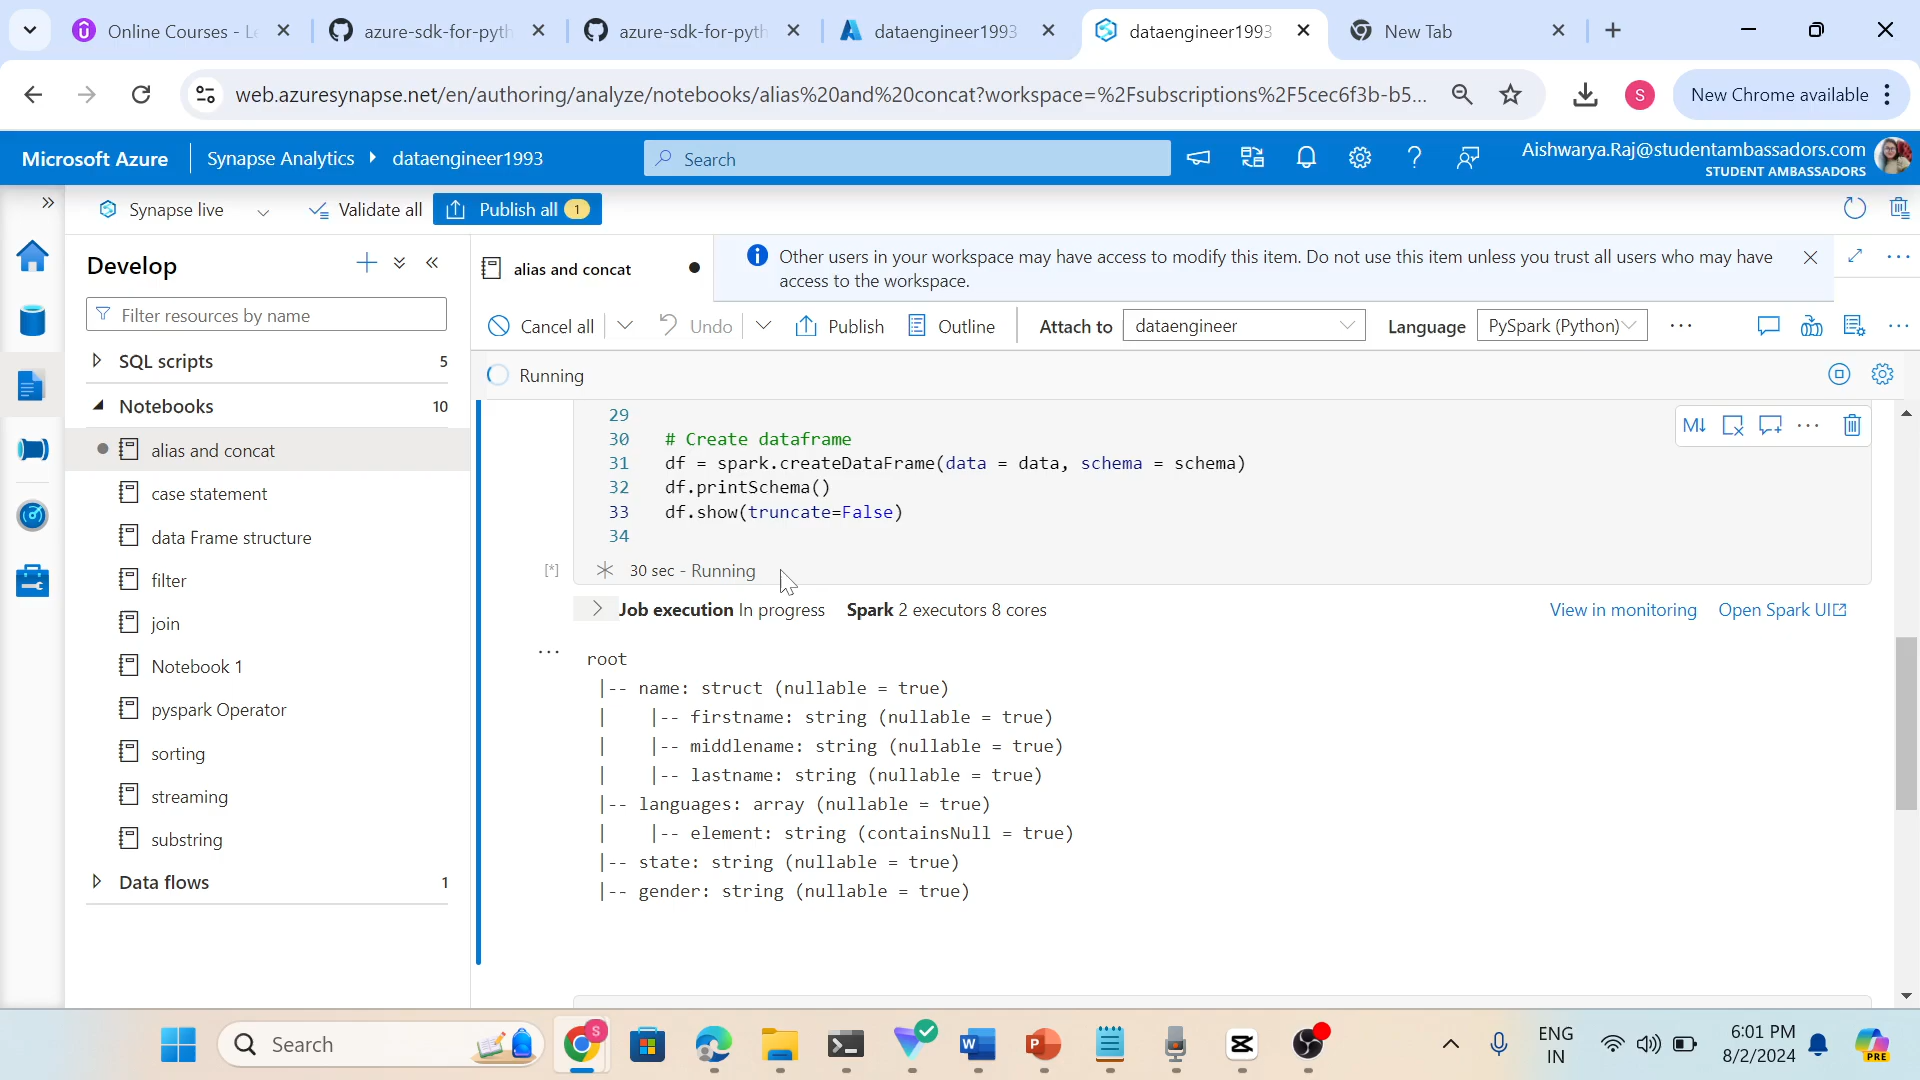 Online Courses - Le
azure-sdk-for-pyth
azure-sdk-for-pyth
dataengineer1993
dataengineer1993
New Tab
web.azuresynapse.net/en/authoring/analyze/notebooks/alias%20and%20concat?workspace=%2Fsubscriptions%2F5cec6f3b-b5...
S
New Chrome available
Microsoft Azure
Synapse Analytics
dataengineer1993
Search
Aishwarya.Raj@studentambassadors.com
STUDENT AMBASSADORS
Synapse live
Validate all
Publish all 1
Develop
Filter resources by name
SQL scripts 5
Notebooks 10
alias and concat
case statement
data Frame structure
filter
join
Notebook 1
pyspark Operator
sorting
streaming
substring
Data flows 1
alias and concat
Other users in your workspace may have access to modify this item. Do not use this item unless you trust all users who may have
access to the workspace.
Cancel all
Undo
Publish
Outline
Attach to dataengineer
Language PySpark (Python)
Running
29
30 # Create dataframe
31 df = spark.createDataFrame(data = data, schema = schema)
32 df.printSchema()
33 df.show(truncate=False)
34
M↓
[*] 30 sec - Running
Job execution In progress Spark 2 executors 8 cores
View in monitoring Open Spark UI
root
|-- name: struct (nullable = true)
| |-- firstname: string (nullable = true)
| |-- middlename: string (nullable = true)
| |-- lastname: string (nullable = true)
|-- languages: array (nullable = true)
| |-- element: string (containsNull = true)
|-- state: string (nullable = true)
|-- gender: string (nullable = true)
Search
S
ENG
IN
6:01 PM
8/2/2024
PRE